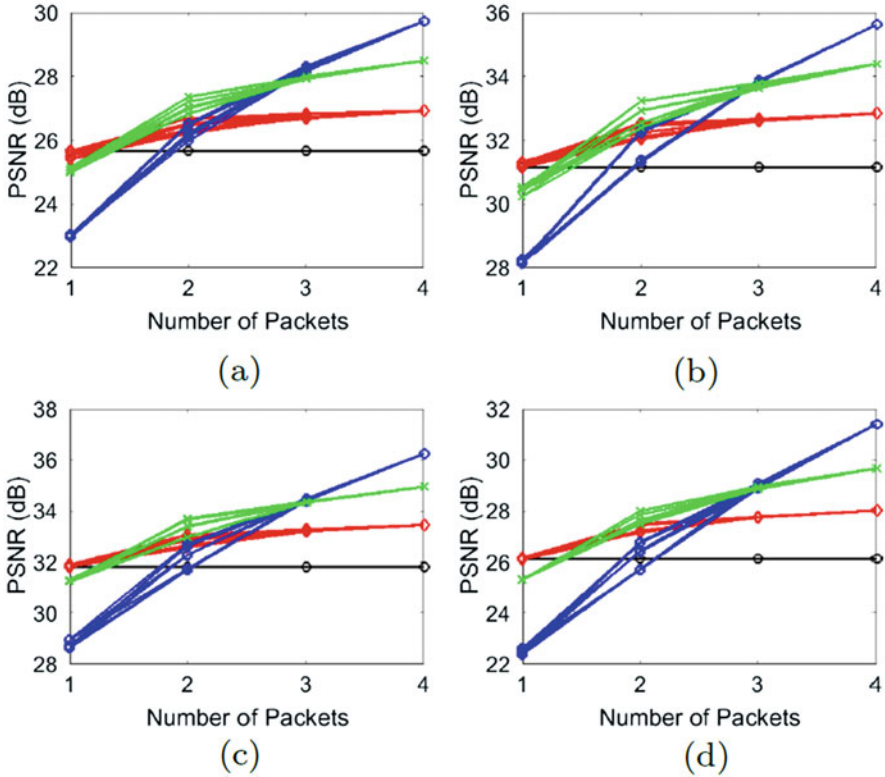 30
28
26
23
22
PSNR (dB)
1 2 3 4
Number of Packets
(a)
36
34
32
30
28
PSNR (dB)
1 2 3 4
Number of Packets
(b)
38
36
33
32
30
28
PSNR (dB)
1 2 3 4
Number of Packets
(c)
32
30
28
26
24
22
PSNR (dB)
1 2 3 4
Number of Packets
(d)